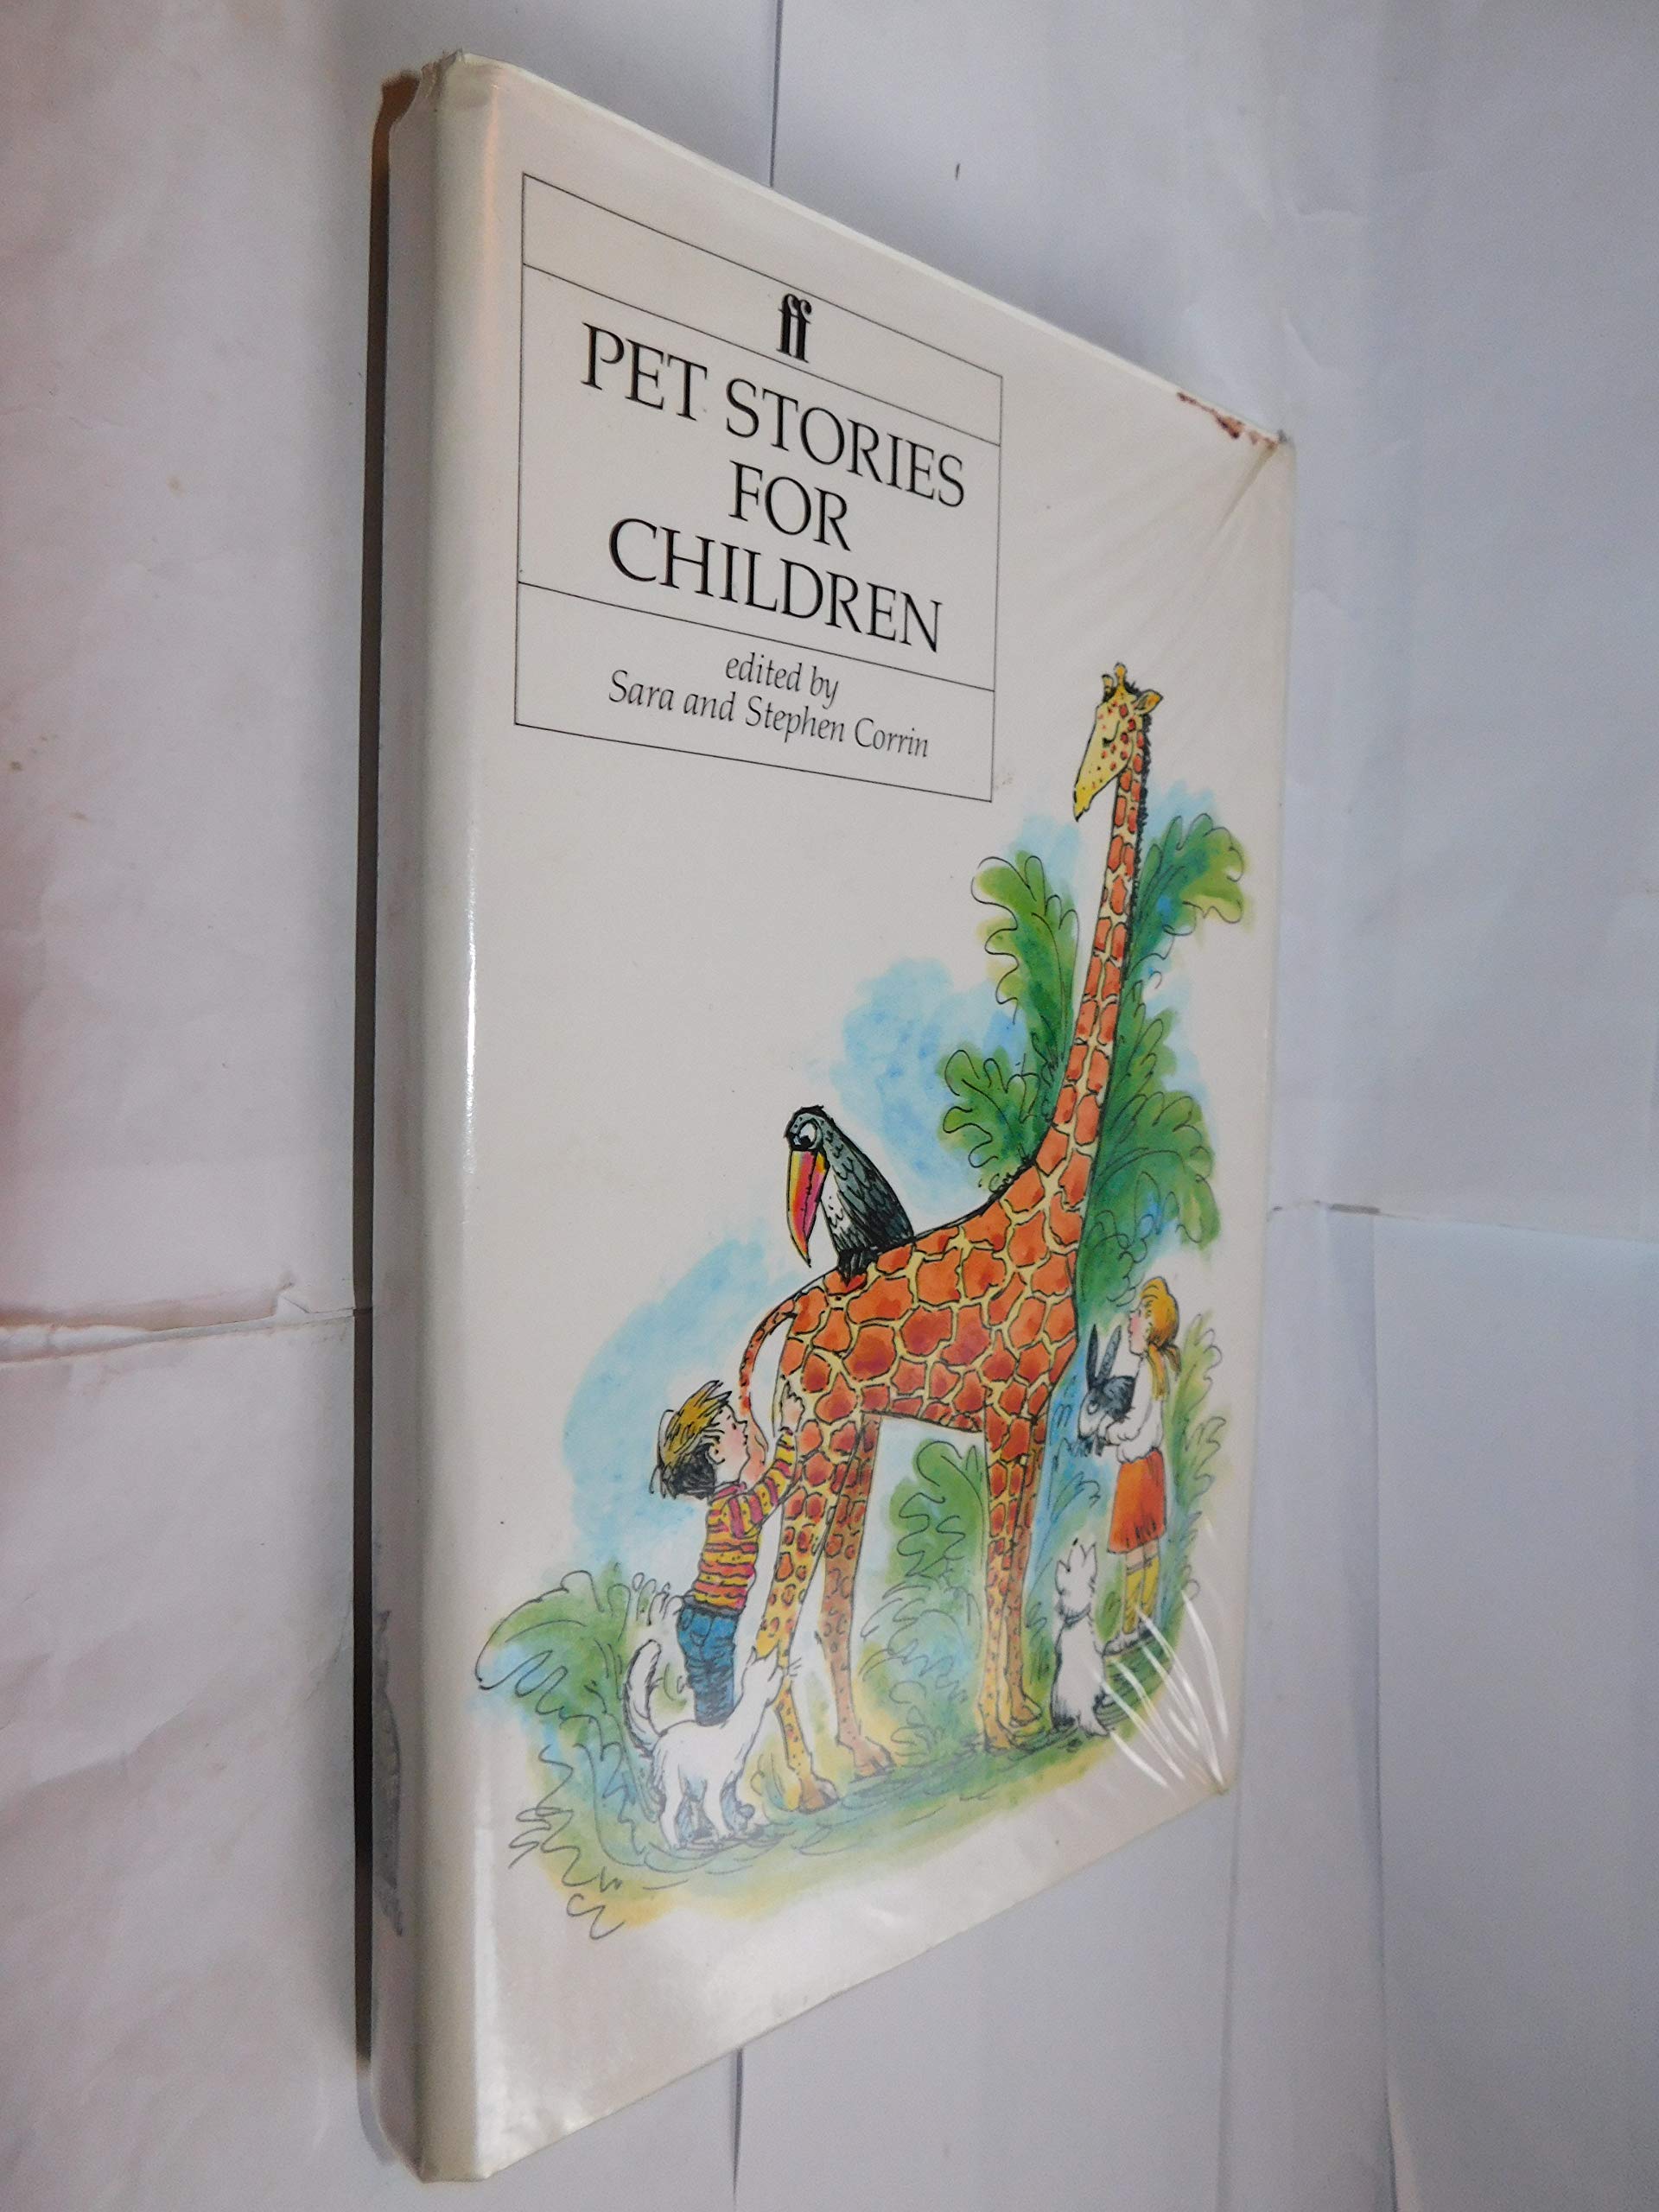 ff
PET STORIES
FOR
CHILDREN
edited by
Sara and Stephen Corrin